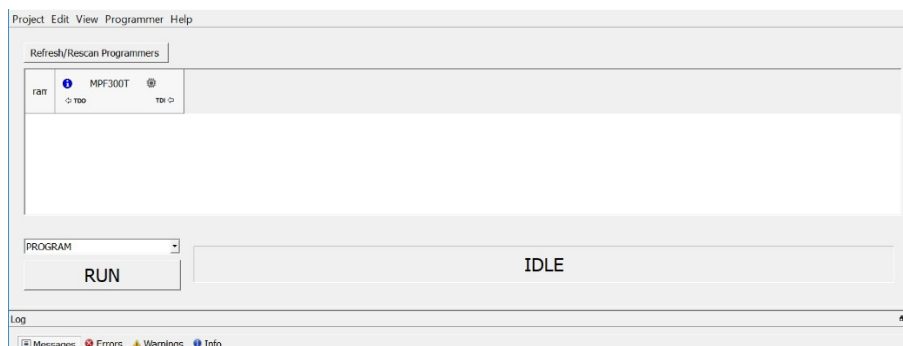 Project Edit View Programmer Help
Refresh/Rescan Programmers
MPF300T
TDO TDI
PROGRAM
RUN
IDLE
Log
Messages Errors Warnings Info